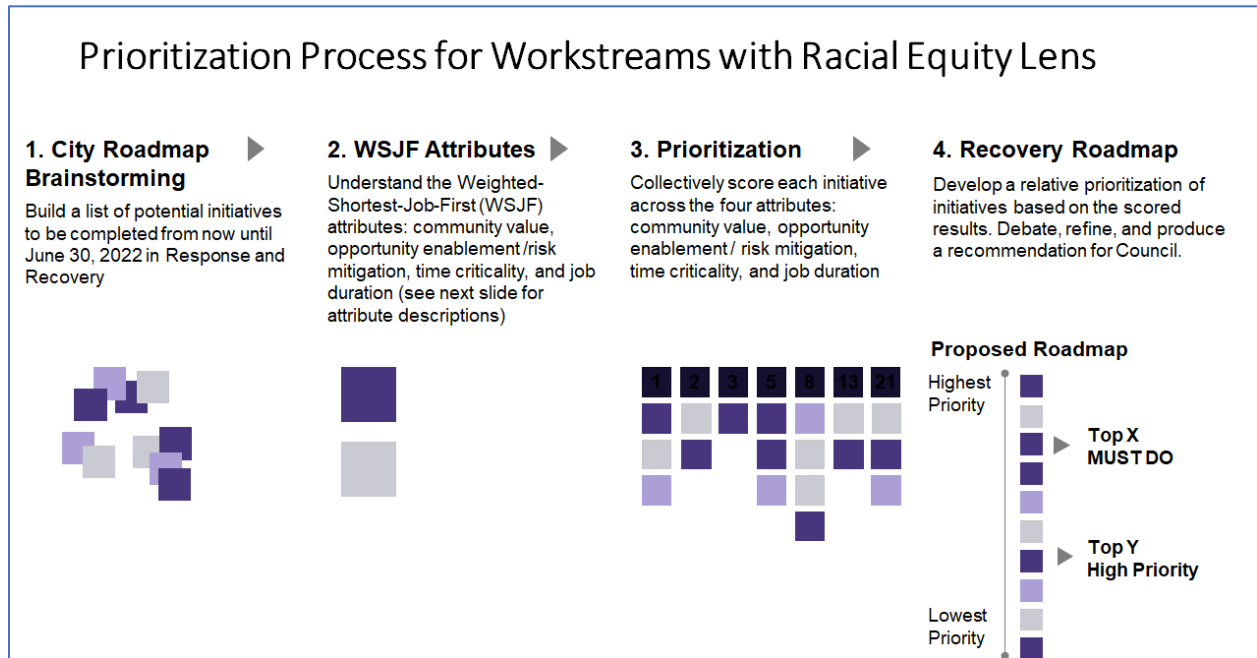 Prioritization Process for Workstreams with Racial Equity Lens
1. City Roadmap
Brainstorming
Build a list of potential initiatives
to be completed from now until
June 30, 2022 in Response and
Recovery
2. WSJF Attributes
Understand the Weighted-
Shortest-Job-First (WSJF)
attributes: community value,
opportunity enablement /risk
mitigation, time criticality, and job
duration (see next slide for
attribute descriptions)
3. Prioritization
Collectively score each initiative
across the four attributes:
community value, opportunity
enablement / risk mitigation,
time criticality, and job duration
1 2 3 5 8 13 21
4. Recovery Roadmap
Develop a relative prioritization of
initiatives based on the scored
results. Debate, refine, and produce
a recommendation for Council.
Proposed Roadmap
Highest
Priority
Top X
MUST DO
Top Y
High Priority
Lowest
Priority